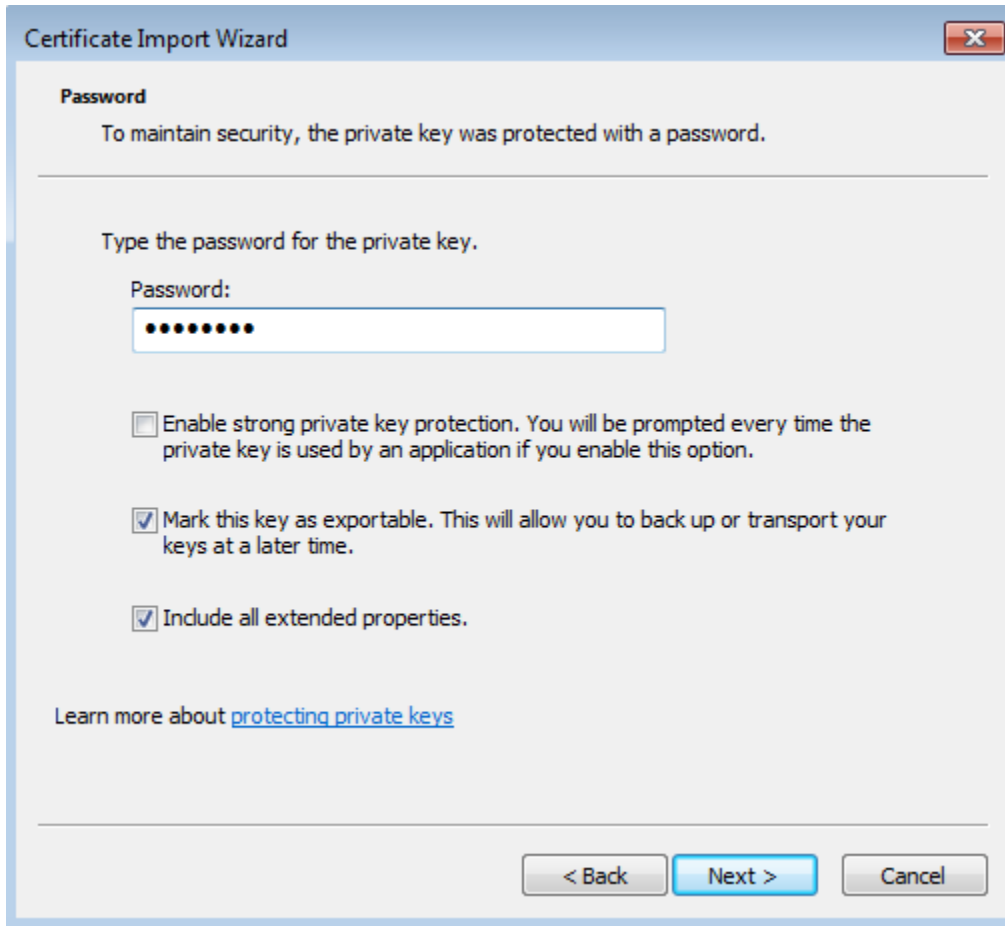 Certificate Import Wizard
Password
To maintain security, the private key was protected with a password.
Type the password for the private key.
Password:
••••••••
Enable strong private key protection. You will be prompted every time the
private key is used by an application if you enable this option.
Mark this key as exportable. This will allow you to back up or transport your
keys at a later time.
Include all extended properties.
Learn more about protecting private keys
< Back Next > Cancel